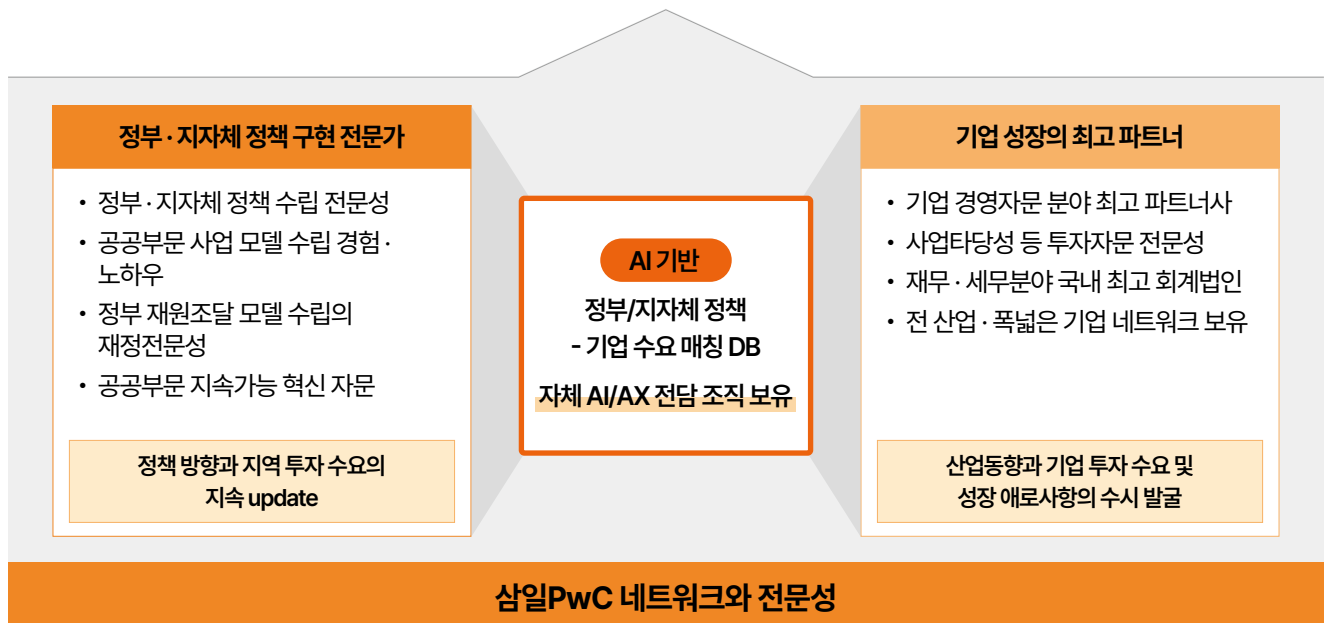 정부 · 지자체 정책 구현 전문가
• 정부 · 지자체 정책 수립 전문성
• 공공부문 사업 모델 수립 경험 ·
노하우
• 정부 재원조달 모델 수립의
재정전문성
• 공공부문 지속가능 혁신 자문
정책 방향과 지역 투자 수요의
지속 update
AI 기반
정부/지자체 정책
- 기업 수요 매칭 DB
자체 AI/AX 전담 조직 보유
기업 성장의 최고 파트너
• 기업 경영자문 분야 최고 파트너사
• 사업타당성 등 투자자문 전문성
• 재무 · 세무분야 국내 최고 회계법인
• 전 산업 · 폭넓은 기업 네트워크 보유
산업동향과 기업 투자 수요 및
성장 애로사항의 수시 발굴
삼일PwC 네트워크와 전문성